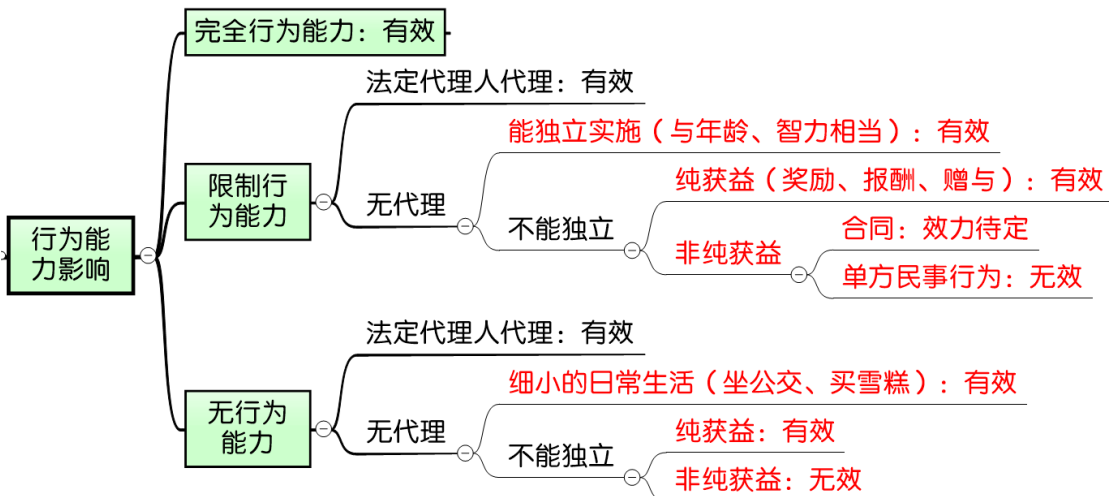 完全行为能力：有效
法定代理人代理：有效
能独立实施（与年龄、智力相当）：有效
纯获益（奖励、报酬、赠与）：有效
限制行
为能力
无代理
不能独立
合同：效力待定
非纯获益
单方民事行为：无效
行为能
力影响
法定代理人代理：有效
细小的日常生活（坐公交、买雪糕）：有效
无行为
能力
无代理
纯获益：有效
不能独立
非纯获益：无效